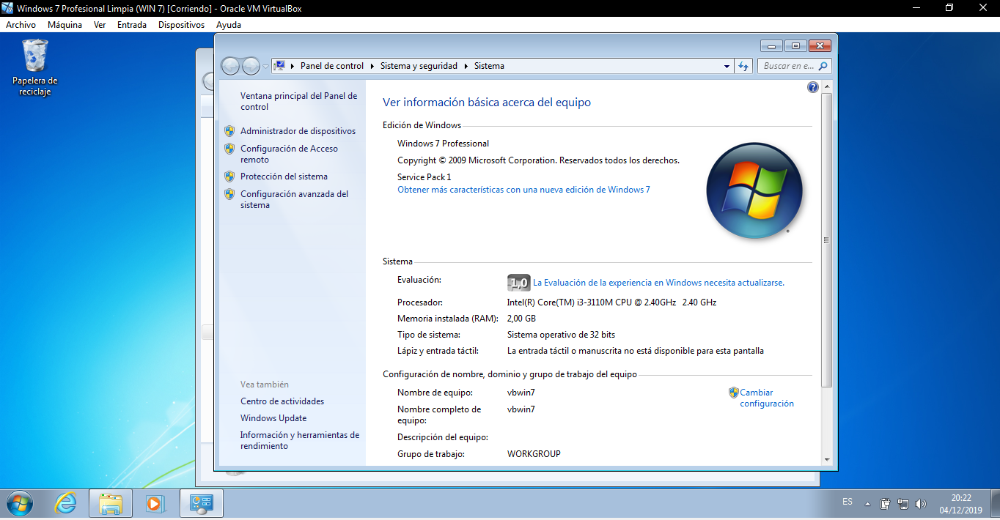 Windows 7 Profesional Limpia (WIN 7) [Corriendo] - Oracle VM VirtualBox
Archivo Máquina Ver Entrada Dispositivos Ayuda
Papelera de
reciclaje
Panel de control Sistema y seguridad Sistema
Buscar en e...
Ventana principal del Panel de
control
Administrador de dispositivos
Configuración de Acceso
remoto
Protección del sistema
Configuración avanzada del
sistema
Vea también
Centro de actividades
Windows Update
Información y herramientas de
rendimiento
Ver información básica acerca del equipo
Edición de Windows
Windows 7 Professional
Copyright © 2009 Microsoft Corporation. Reservados todos los derechos.
Service Pack 1
Obtener más características con una nueva edición de Windows 7
Sistema
Evaluación: 1,0 La Evaluación de la experiencia en Windows necesita actualizarse.
Procesador: Intel(R) Core(TM) i3-3110M CPU @ 2.40GHz 2.40 GHz
Memoria instalada (RAM): 2,00 GB
Tipo de sistema: Sistema operativo de 32 bits
Lápiz y entrada táctil: La entrada táctil o manuscrita no está disponible para esta pantalla
Configuración de nombre, dominio y grupo de trabajo del equipo
Nombre de equipo: vbwin7
Cambiar
configuración
Nombre completo de
equipo: vbwin7
Descripción del equipo:
Grupo de trabajo: WORKGROUP
ES
20:22
04/12/2019